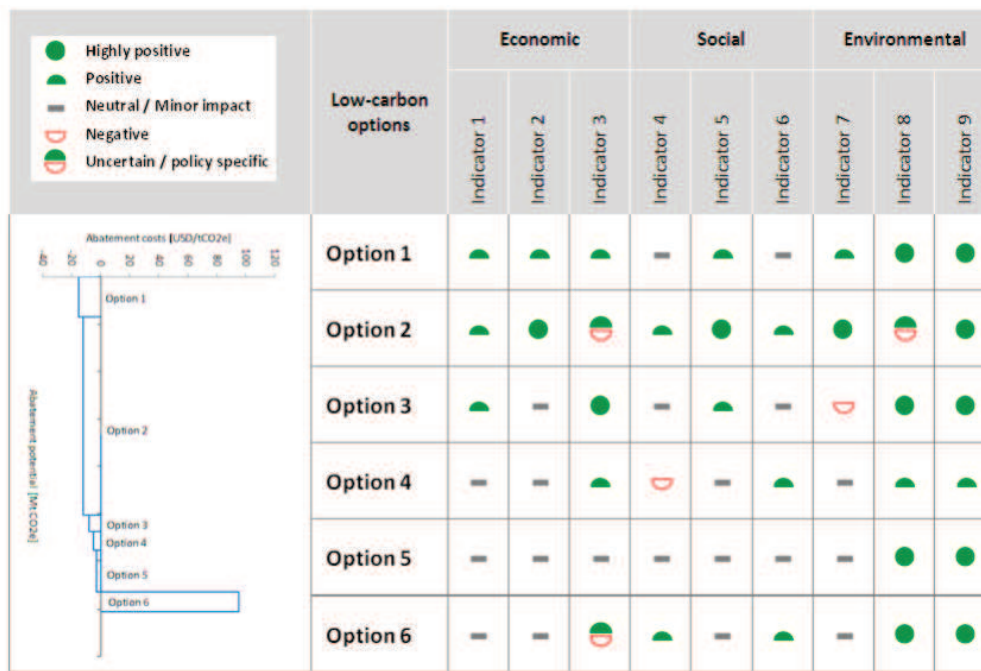 Highly positive
Positive
Neutral / Minor impact
Negative
Uncertain / policy specific
Low-carbon
options
Economic
Social
Environmental
Indicator 1
Indicator 2
Indicator 3
Indicator 4
Indicator 5
Indicator 6
Indicator 7
Indicator 8
Indicator 9
Abatement costs [USD/tCO2e]
-40
-20
0
20
40
60
80
100
120
Abatement potential [Mt CO2e]
Option 1
Option 2
Option 3
Option 4
Option 5
Option 6
Option 1
Option 2
Option 3
Option 4
Option 5
Option 6